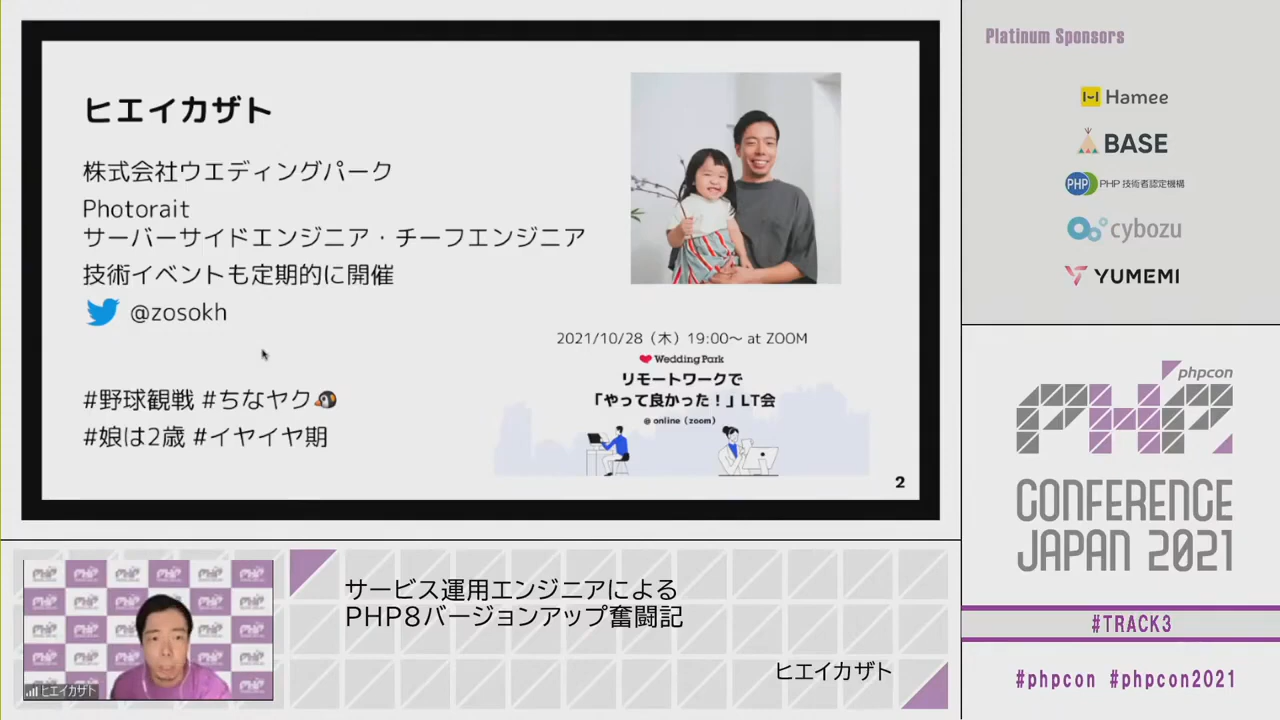 ヒエイカザト
株式会社ウエディングパーク
Photorait
サーバーサイドエンジニア・チーフエンジニア
技術イベントも定期的に開催
@zosokh
#野球観戦 #ちなヤク🐧
#娘は2歳 #イヤイヤ期
2021/10/28（木）19:00〜 at ZOOM
Wedding Park
リモートワークで
「やって良かった！」LT会
@ online（zoom）
2
Platinum Sponsors
Hamee
BASE
PHP PHP技術者認定機構
cybozu
YUMEMI
phpcon
PHP
CONFERENCE
JAPAN 2021
#TRACK3
#phpcon #phpcon2021
サービス運用エンジニアによる
PHP8バージョンアップ奮闘記
ヒエイカザト
ヒエイカザト